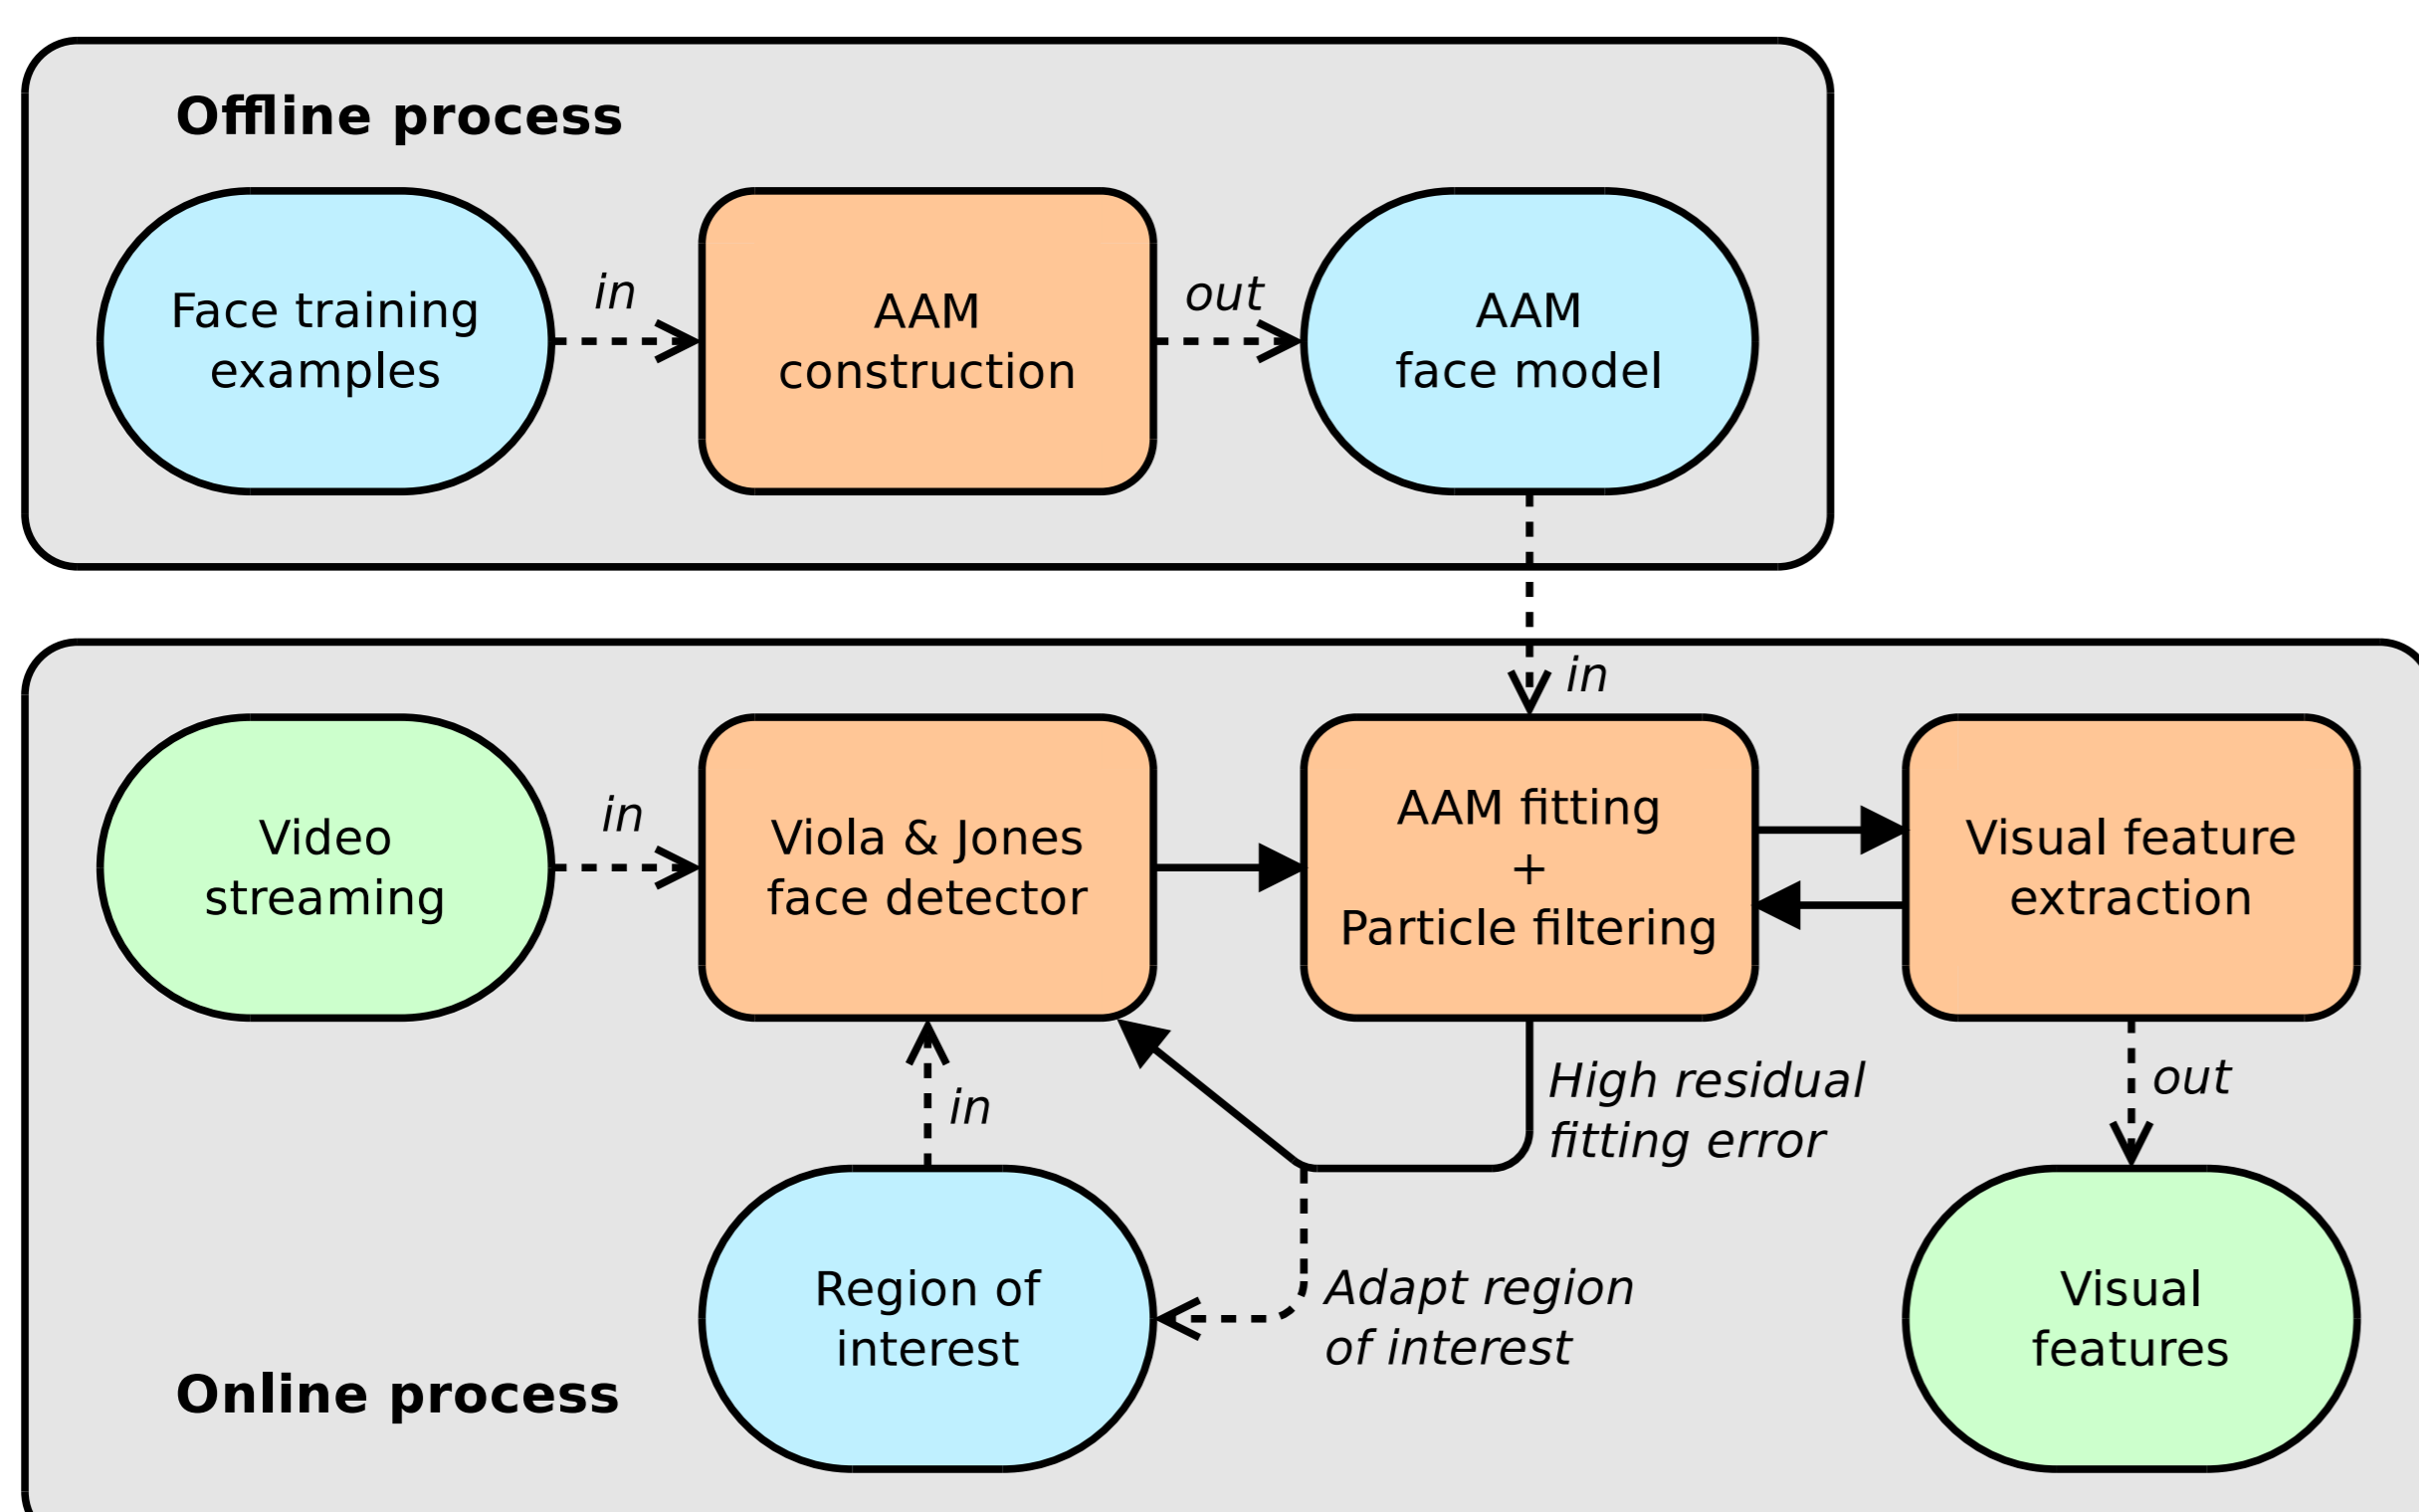 Offline process
Face training
examples
in
AAM
construction
out
AAM
face model
in
Video
streaming
in
Viola & Jones
face detector
AAM fitting
+
Particle filtering
Visual feature
extraction
in
High residual
fitting error
out
Region of
interest
Adapt region
of interest
Visual
features
Online process